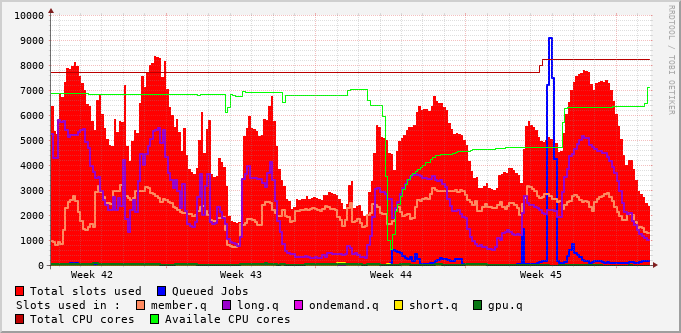 RRDTOOL / TOBI OETIKER
10000
9000
8000
7000
6000
5000
4000
3000
2000
1000
0
Week 42 Week 43 Week 44 Week 45
Total slots used Queued Jobs
Slots used in : member.q long.q ondemand.q short.q gpu.q
Total CPU cores Availale CPU cores